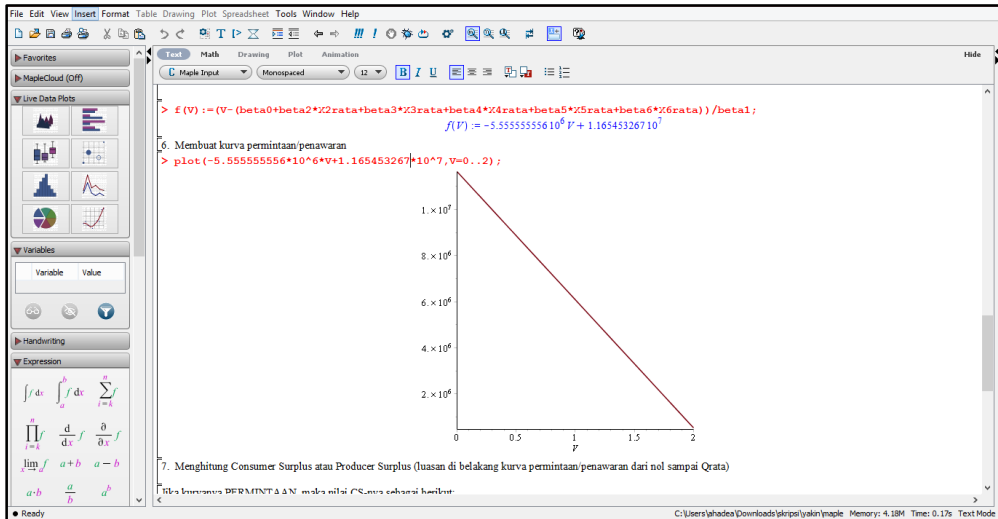 File Edit View Insert Format Table Drawing Plot Spreadsheet Tools Window Help
Favorites
MapleCloud (Off)
Live Data Plots
Variables
Variable Value
Handwriting
Expression
∫f dx ∫_a^b f dx ∑_{i=k}^n f
∏_{i=k}^n f d/dx f ∂/∂x f
lim_{x→a} f a+b a−b
a·b a/b a^b
Ready
Text Math Drawing Plot Animation Hide
C Maple Input Monospaced 12 B I U
> f(V):=(V-(beta0+beta2*X2rata+beta3*X3rata+beta4*X4rata+beta5*X5rata+beta6*X6rata))/beta1;
f(V) := −5.555555556 10^6 V + 1.165453267 10^7
6. Membuat kurva permintaan/penawaran
> plot(-5.555555556*10^6*V+1.165453267*10^7,V=0..2);
1. × 10^7
8. × 10^6
6. × 10^6
4. × 10^6
2. × 10^6
0 0.5 1 1.5 2
V
7. Menghitung Consumer Surplus atau Producer Surplus (luasan di belakang kurva permintaan/penawaran dari nol sampai Qrata)
Jika kurvanya PERMINTAAN, maka nilai CS-nya sebagai berikut:
C:\Users\ahadea\Downloads\skripsi\yakin\maple Memory: 4.18M Time: 0.17s Text Mode